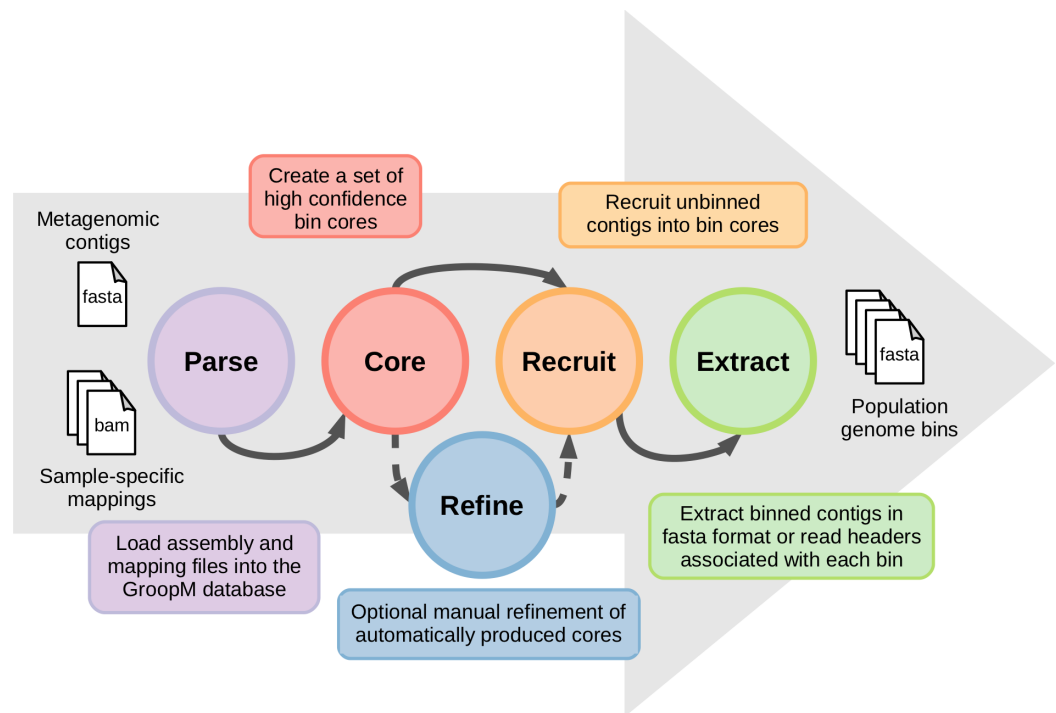 Metagenomic
contigs
fasta
bam
Sample-specific
mappings
Create a set of
high confidence
bin cores
Recruit unbinned
contigs into bin cores
Parse
Core
Recruit
Extract
Refine
fasta
Population
genome bins
Load assembly and
mapping files into the
GroopM database
Optional manual refinement of
automatically produced cores
Extract binned contigs in
fasta format or read headers
associated with each bin